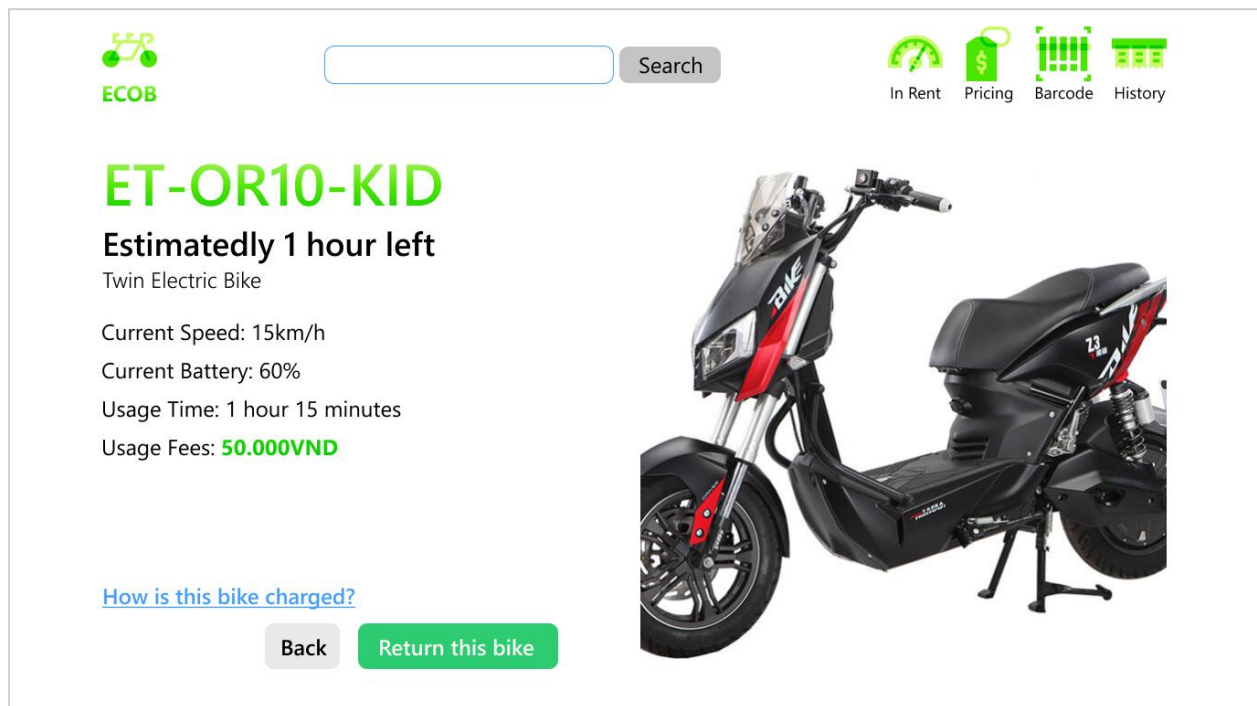 ECOB
Search
In Rent
Pricing
Barcode
History
ET-OR10-KID
Estimatedly 1 hour left
Twin Electric Bike
Current Speed: 15km/h
Current Battery: 60%
Usage Time: 1 hour 15 minutes
Usage Fees: 50.000VND
How is this bike charged?
Back
Return this bike
BIKE
Z3